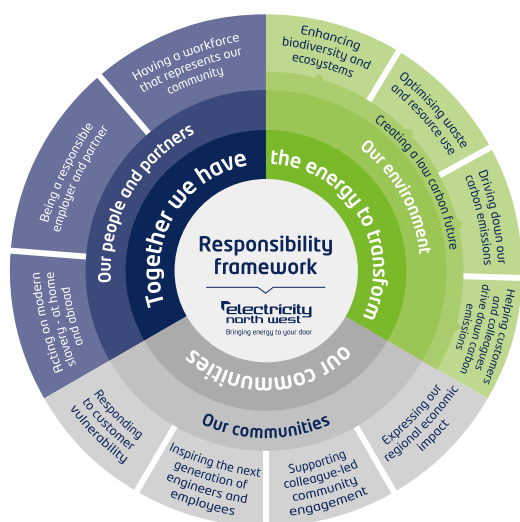 Responsibility
framework
electricity
north west
Bringing energy to your door
Together we have
the energy to transform
our communities
Our people and partners
Our environment
Creating a low carbon future
Our communities
Having a workforce
that represents our
community
Being a responsible
employer and partner
Acting on modern
slavery - at home
and abroad
Enhancing
biodiversity and
ecosystems
Optimising waste
and resource use
Driving down our
carbon emissions
Helping customers
and colleagues
drive down carbon
emissions
Expressing our
regional economic
impact
Supporting
colleague-led
community
engagement
Inspiring the next
generation of
engineers and
employees
Responding
to customer
vulnerability